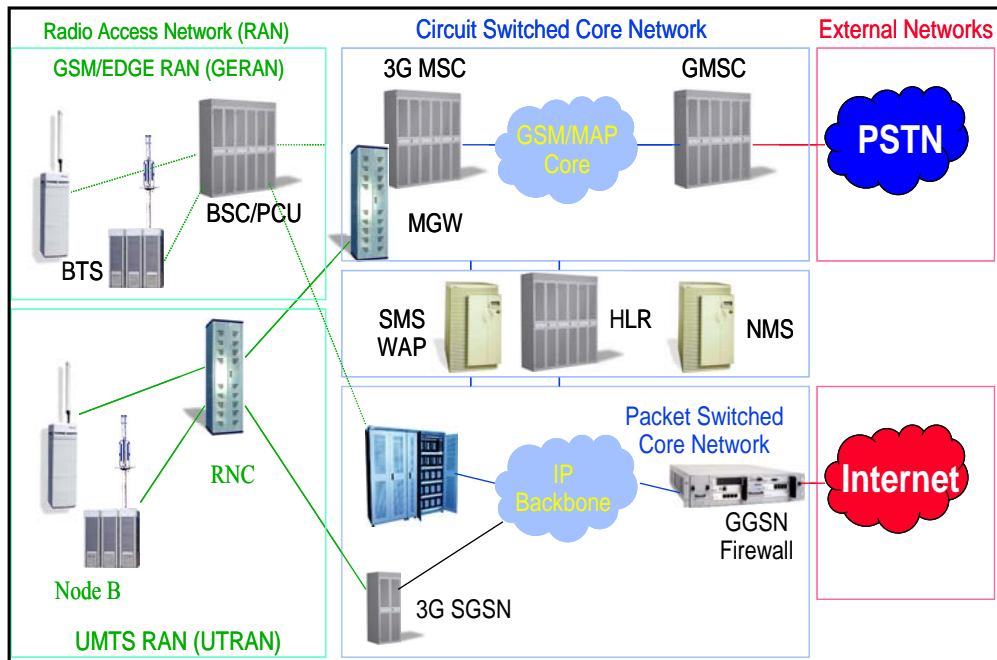 Radio Access Network (RAN)
Circuit Switched Core Network
External Networks
GSM/EDGE RAN (GERAN)
3G MSC
GMSC
GSM/MAP
Core
PSTN
BSC/PCU
MGW
BTS
SMS
WAP
HLR
NMS
Packet Switched
Core Network
RNC
IP
Backbone
Internet
GGSN
Firewall
Node B
3G SGSN
UMTS RAN (UTRAN)